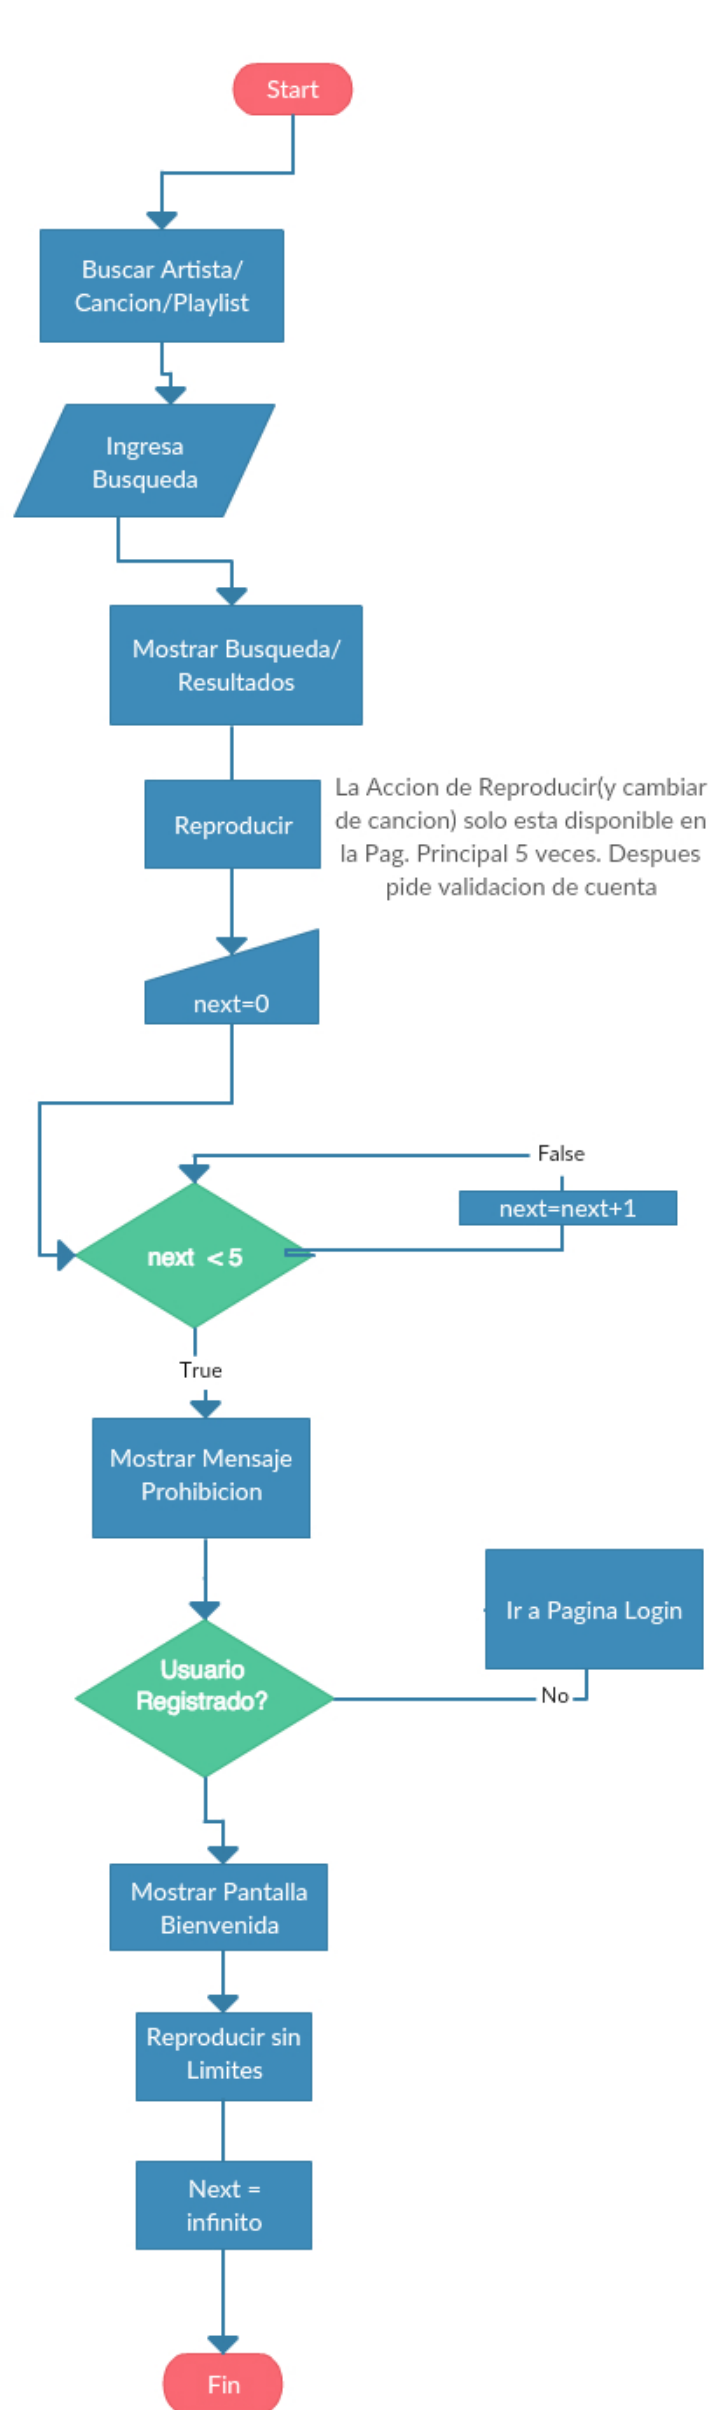 Start
Buscar Artista/
Cancion/Playlist
Ingresa
Busqueda
Mostrar Busqueda/
Resultados
Reproducir
La Accion de Reproducir(y cambiar
de cancion) solo esta disponible en
la Pag. Principal 5 veces. Despues
pide validacion de cuenta
next=0
False
next=next+1
next < 5
True
Mostrar Mensaje
Prohibicion
Ir a Pagina Login
Usuario
Registrado?
No
Mostrar Pantalla
Bienvenida
Reproducir sin
Limites
Next =
infinito
Fin